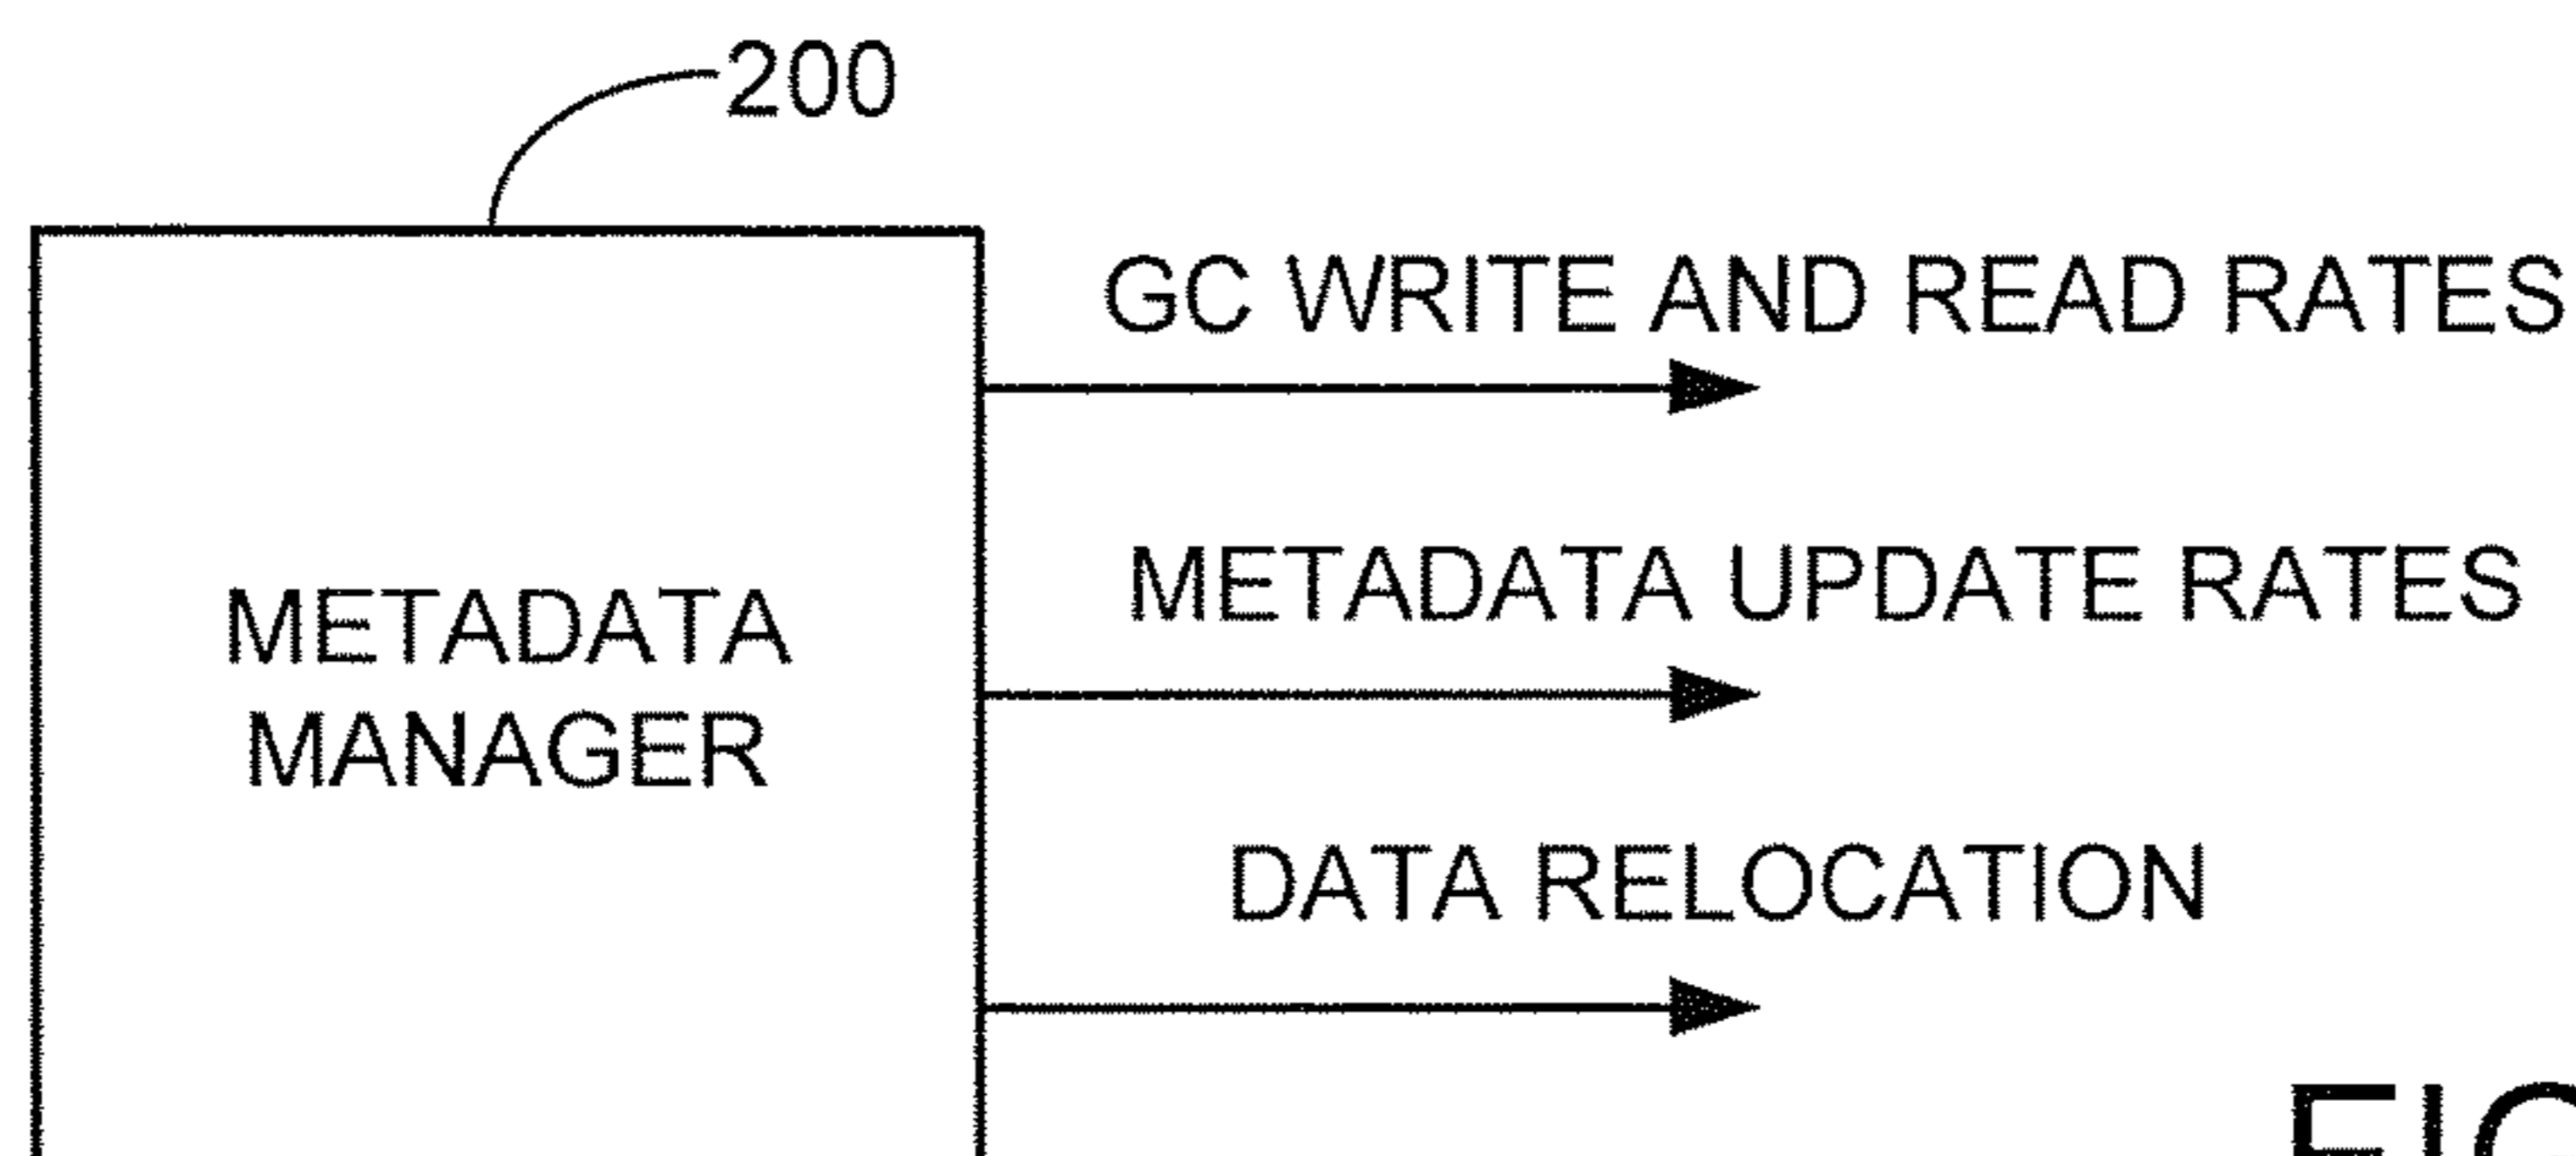 200
GC WRITE AND READ RATES
METADATA UPDATE RATES
METADATA
MANAGER
DATA RELOCATION